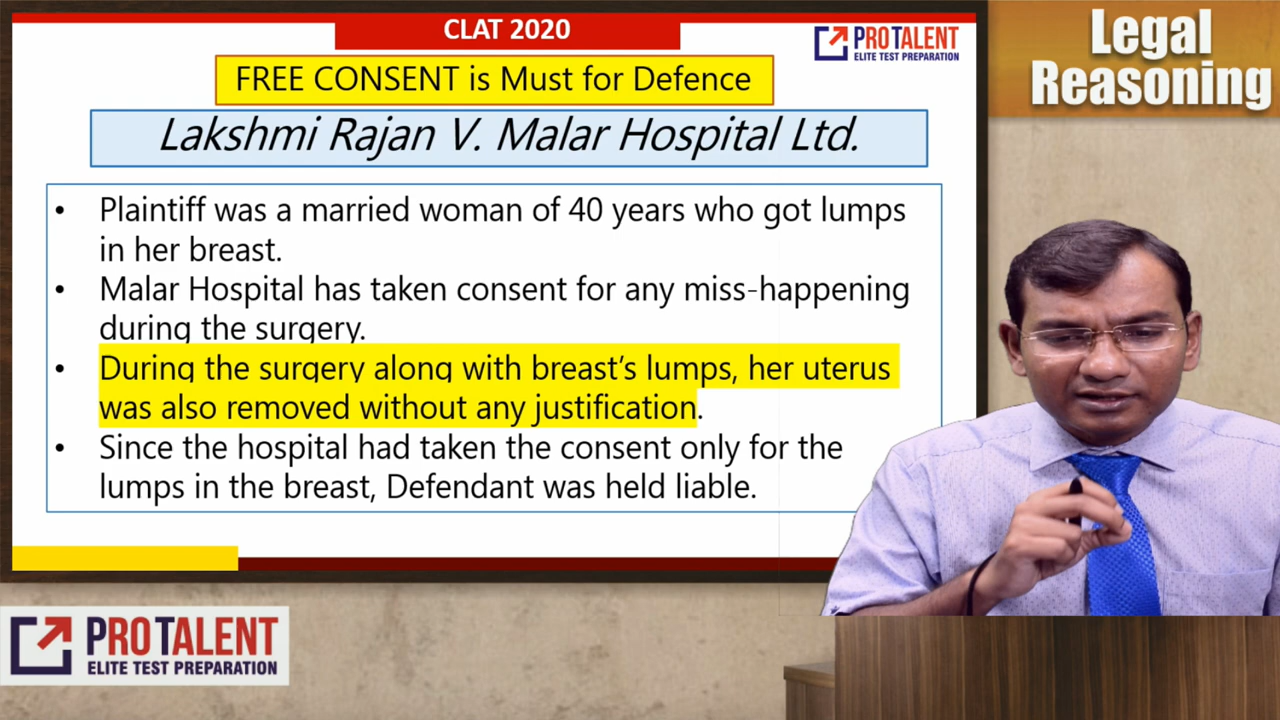 CLAT 2020
PROTALENT
ELITE TEST PREPARATION
Legal
Reasoning
FREE CONSENT is Must for Defence
Lakshmi Rajan V. Malar Hospital Ltd.
• Plaintiff was a married woman of 40 years who got lumps
in her breast.
• Malar Hospital has taken consent for any miss-happening
during the surgery.
• During the surgery along with breast's lumps, her uterus
was also removed without any justification.
• Since the hospital had taken the consent only for the
lumps in the breast, Defendant was held liable.
PROTALENT
ELITE TEST PREPARATION